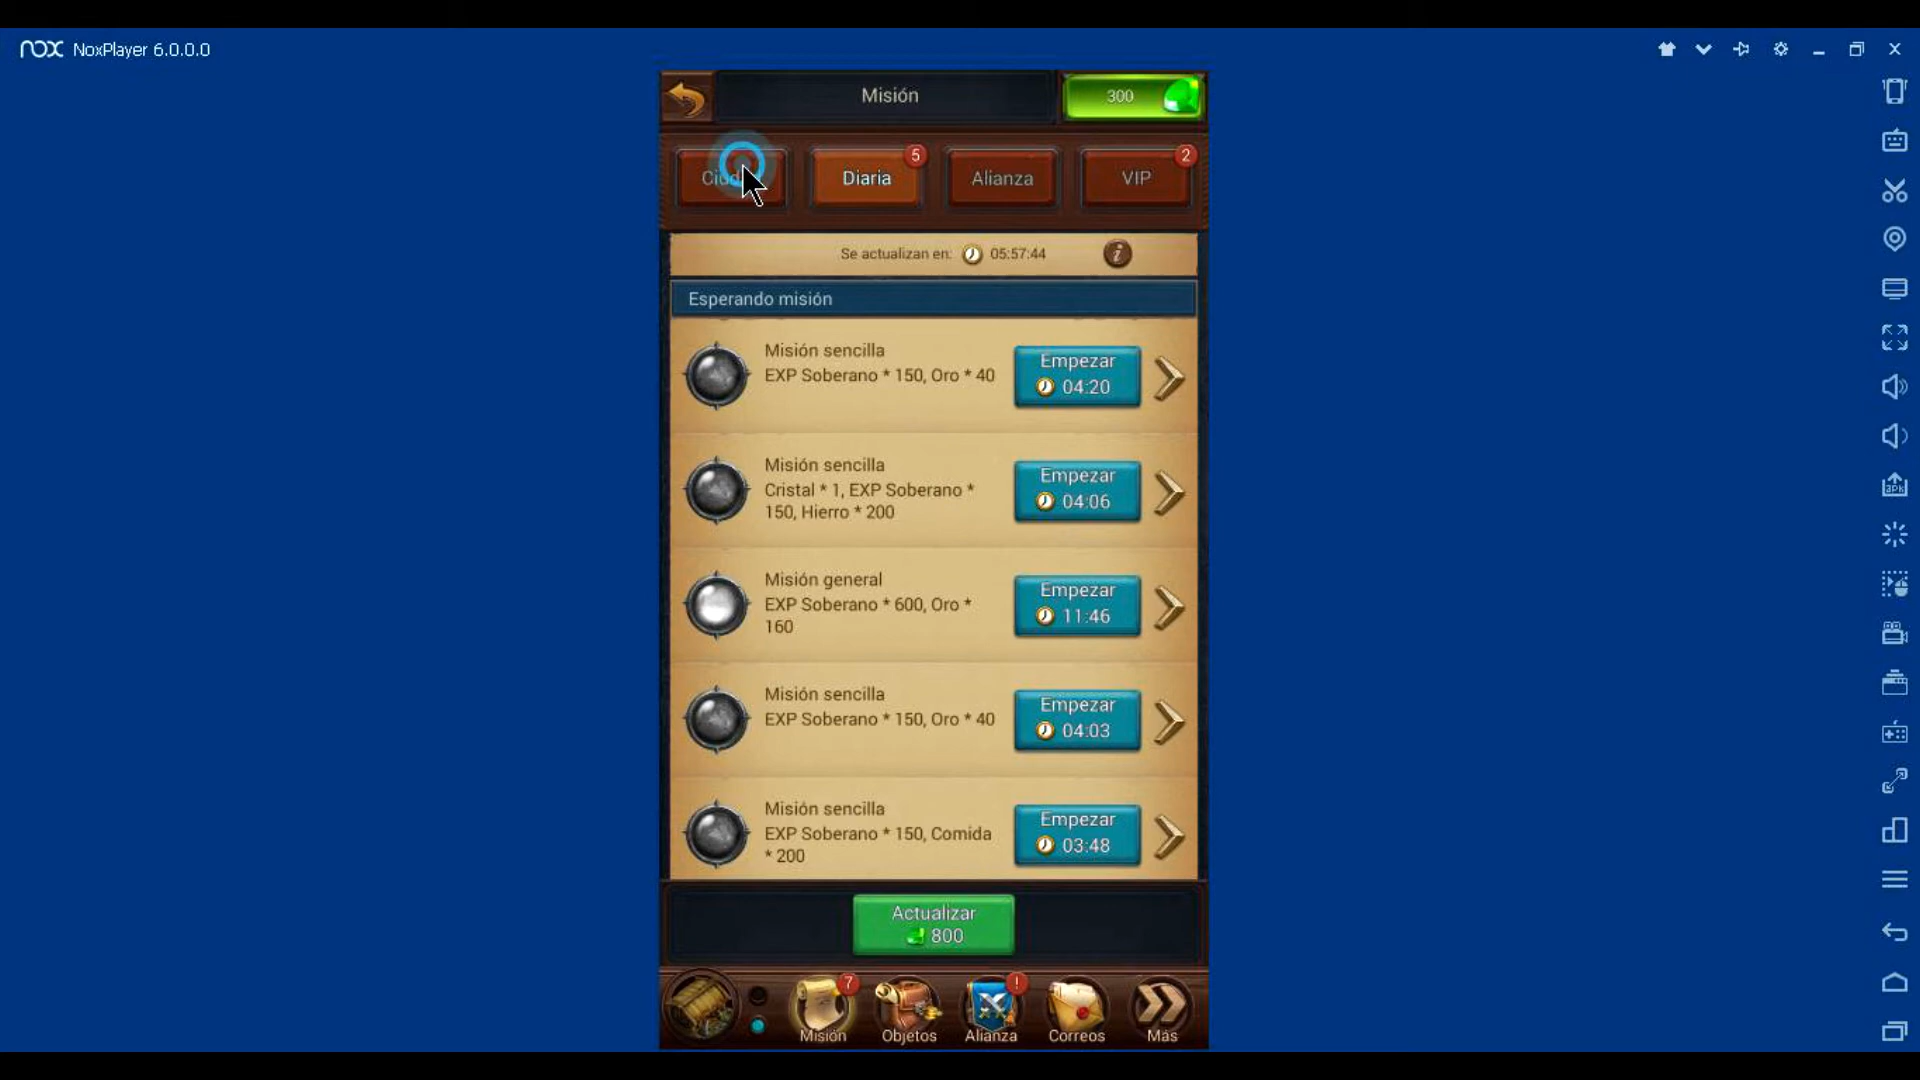 nox NoxPlayer 6.0.0.0
Misión
300
Diaria
5
Alianza
VIP
2
Se actualizan en: 05:57:44
i
Esperando misión
Misión sencilla
EXP Soberano * 150, Oro * 40
Empezar
04:20
Misión sencilla
Cristal * 1, EXP Soberano *
150, Hierro * 200
Empezar
04:06
Misión general
EXP Soberano * 600, Oro *
160
Empezar
11:46
Misión sencilla
EXP Soberano * 150, Oro * 40
Empezar
04:03
Misión sencilla
EXP Soberano * 150, Comida
* 200
Empezar
03:48
Actualizar
800
7
!
Misión
Objetos
Alianza
Correos
Más